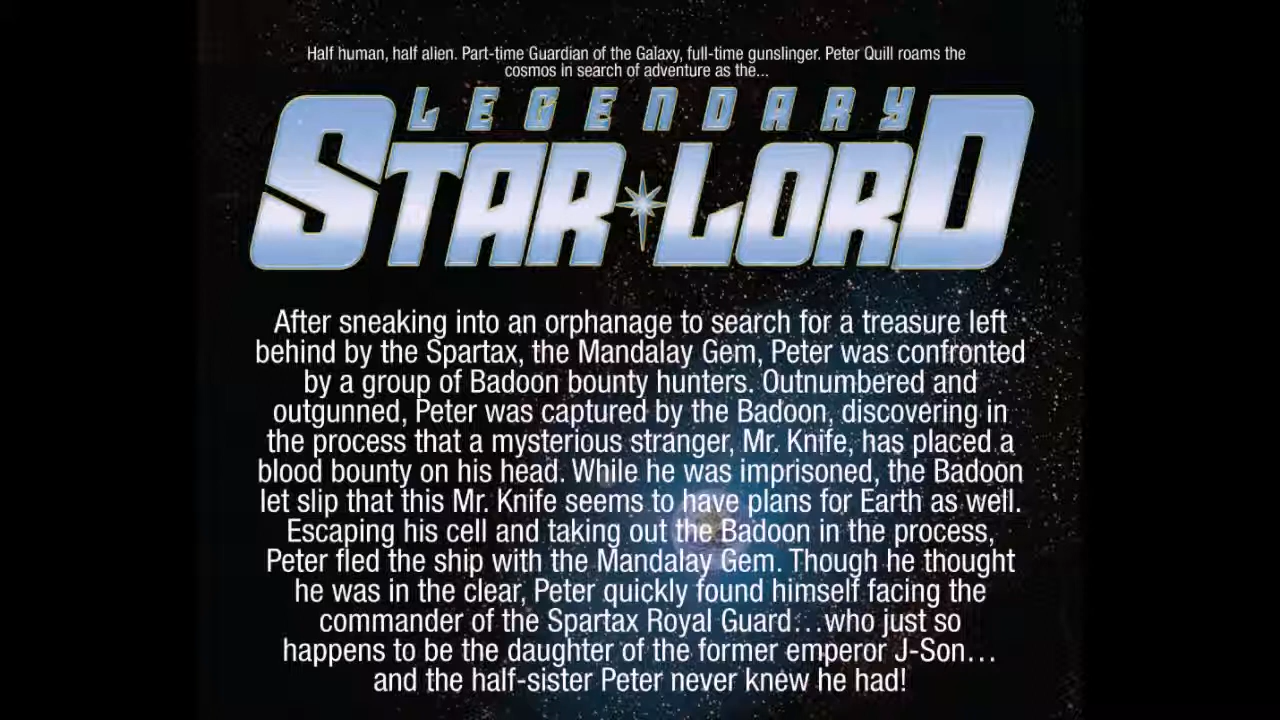 Half human, half alien. Part-time Guardian of the Galaxy, full-time gunslinger. Peter Quill roams the
cosmos in search of adventure as the...
LEGENDARY
STAR-LORD
After sneaking into an orphanage to search for a treasure left
behind by the Spartax, the Mandalay Gem, Peter was confronted
by a group of Badoon bounty hunters. Outnumbered and
outgunned, Peter was captured by the Badoon, discovering in
the process that a mysterious stranger, Mr. Knife, has placed a
blood bounty on his head. While he was imprisoned, the Badoon
let slip that this Mr. Knife seems to have plans for Earth as well.
Escaping his cell and taking out the Badoon in the process,
Peter fled the ship with the Mandalay Gem. Though he thought
he was in the clear, Peter quickly found himself facing the
commander of the Spartax Royal Guard...who just so
happens to be the daughter of the former emperor J-Son...
and the half-sister Peter never knew he had!